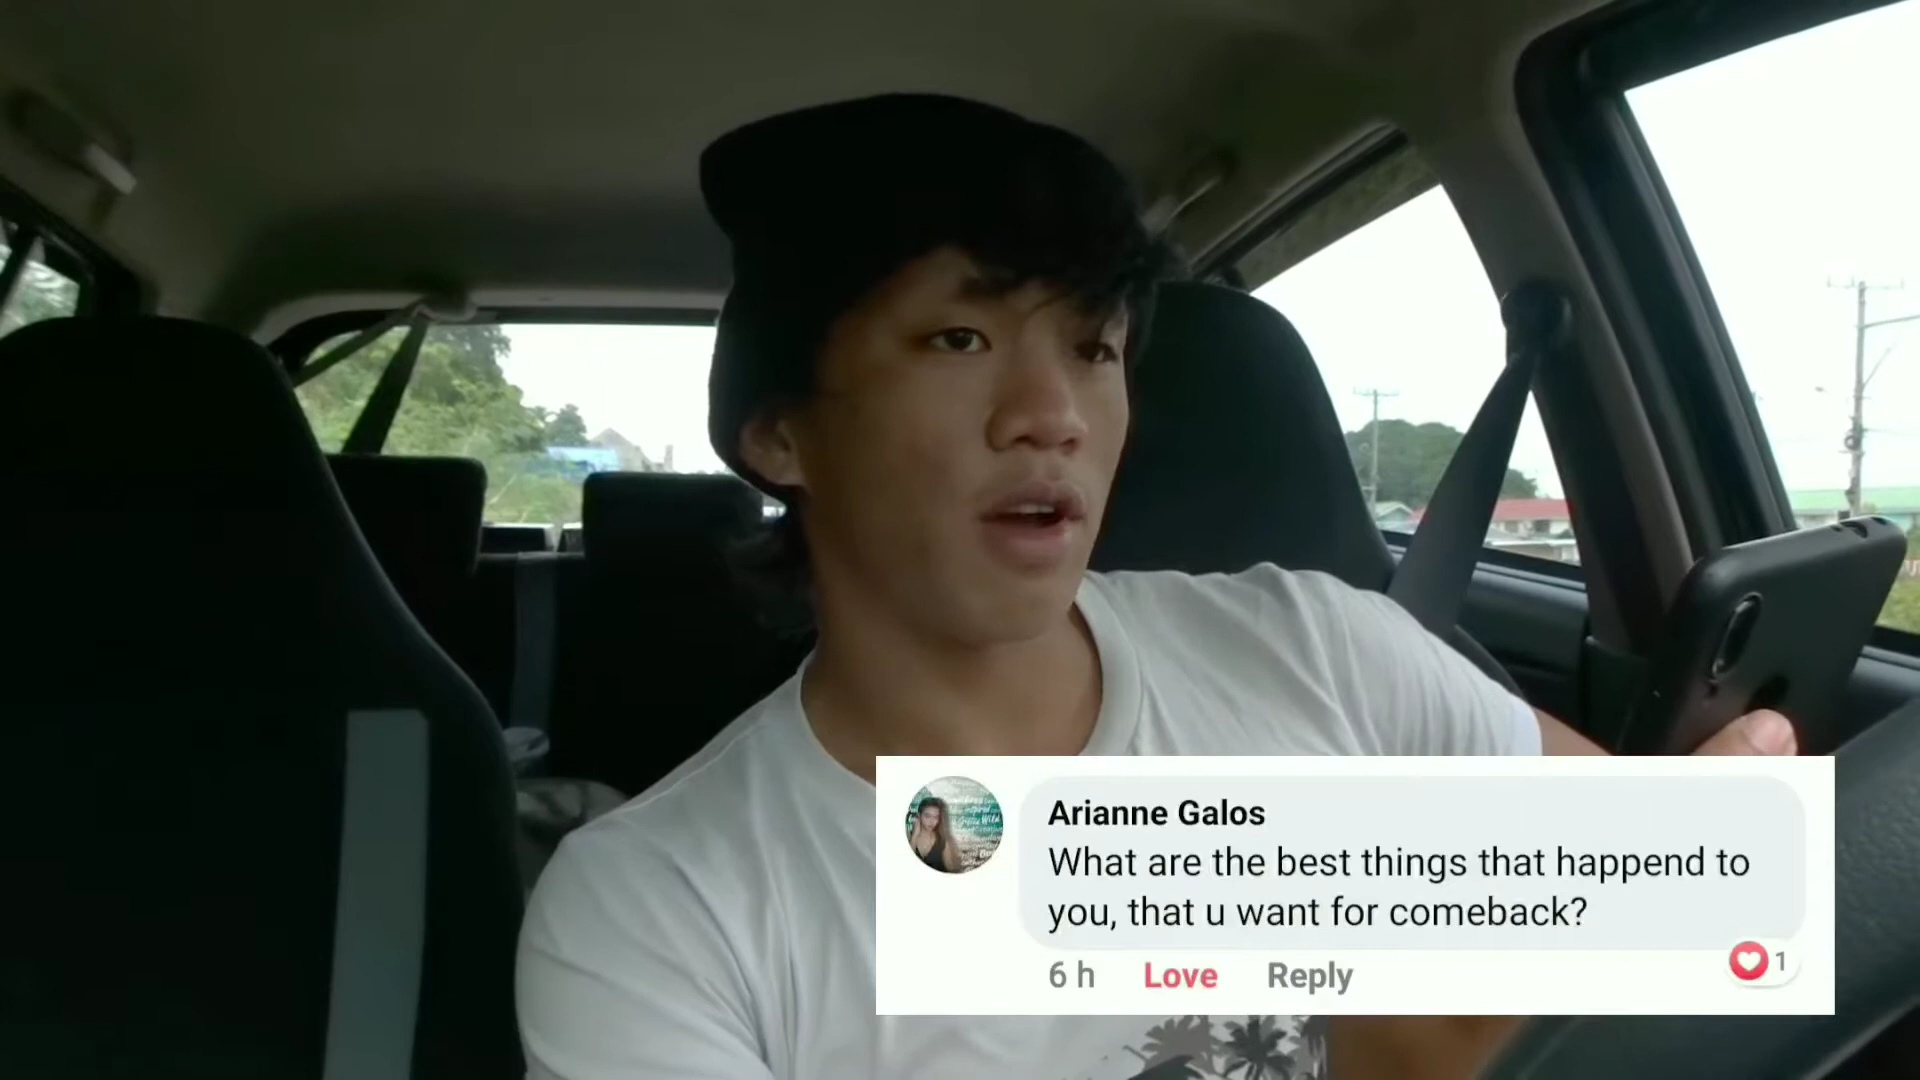 Arianne Galos
What are the best things that happend to
you, that u want for comeback?
6 h Love Reply
1